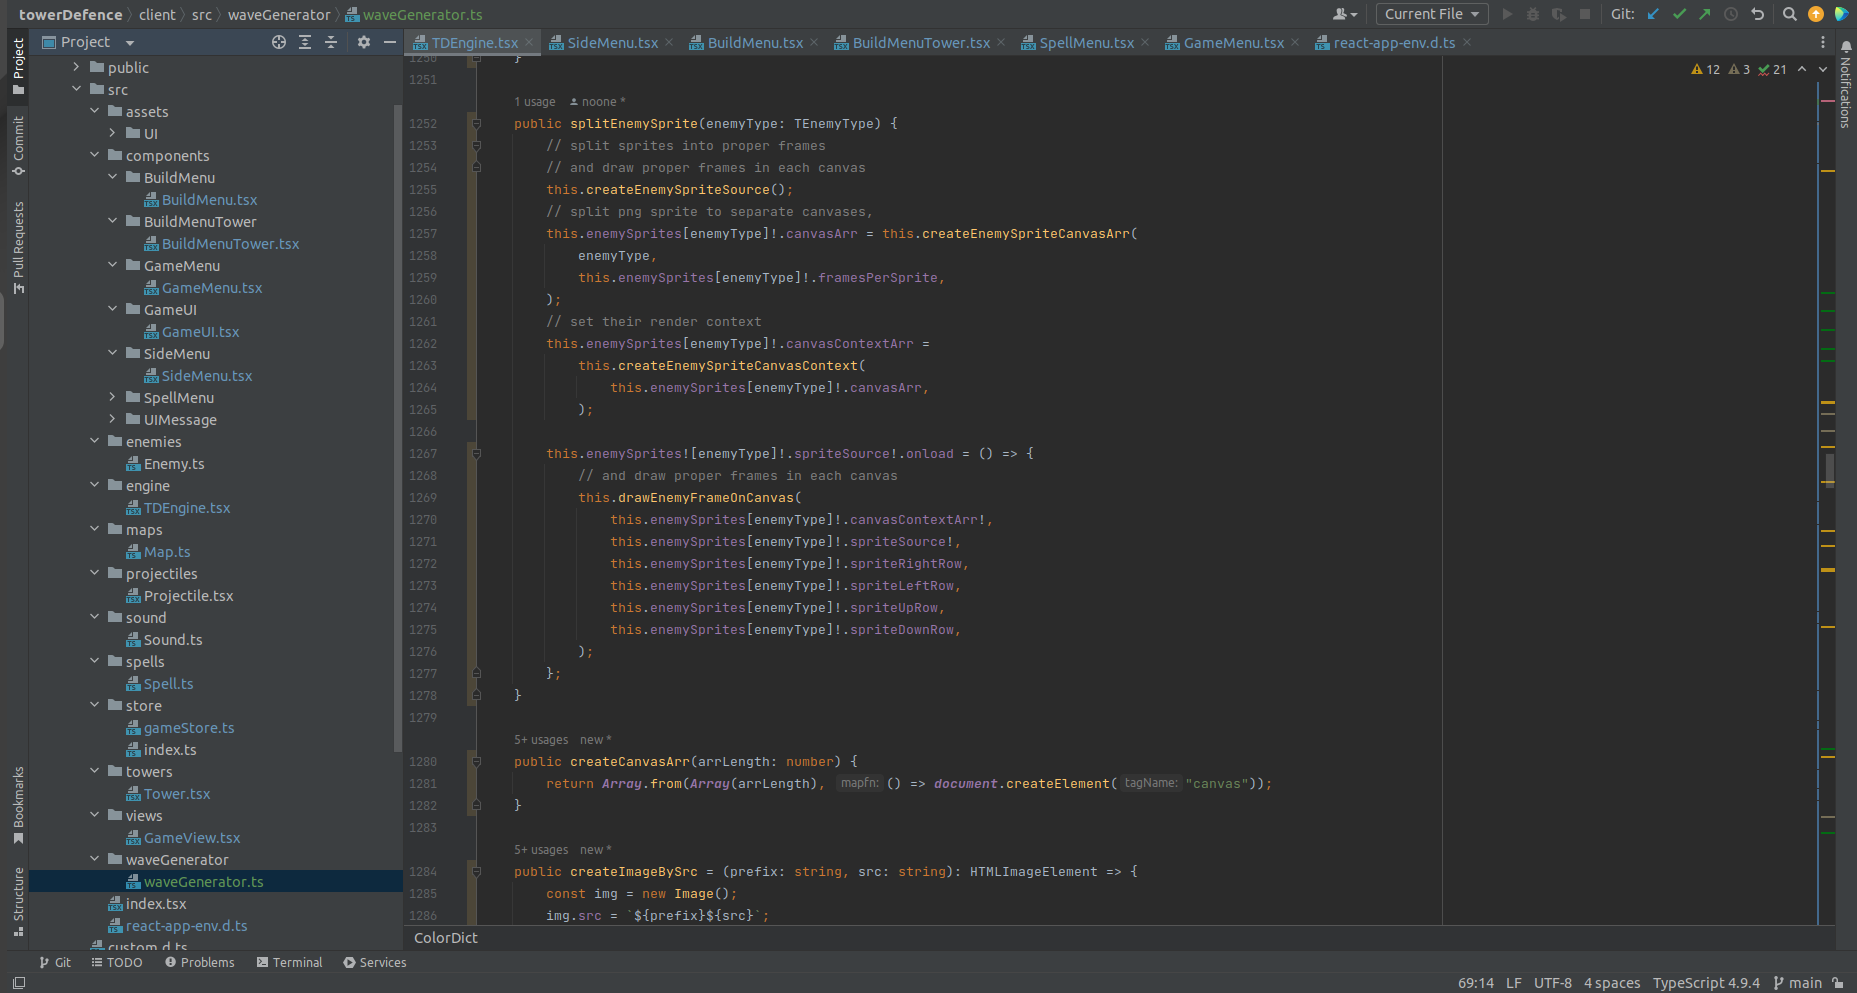 towerDefence client src waveGenerator waveGenerator.ts
Current File
Git:
Project
TDEngine.tsx
SideMenu.tsx
BuildMenu.tsx
BuildMenuTower.tsx
SpellMenu.tsx
GameMenu.tsx
react-app-env.d.ts
Project
Commit
Pull Requests
Bookmarks
Structure
public
src
assets
UI
components
BuildMenu
BuildMenu.tsx
BuildMenuTower
BuildMenuTower.tsx
GameMenu
GameMenu.tsx
GameUI
GameUI.tsx
SideMenu
SideMenu.tsx
SpellMenu
UIMessage
enemies
Enemy.ts
engine
TDEngine.tsx
maps
Map.ts
projectiles
Projectile.tsx
sound
Sound.ts
spells
Spell.ts
store
gameStore.ts
index.ts
towers
Tower.tsx
views
GameView.tsx
waveGenerator
waveGenerator.ts
index.tsx
react-app-env.d.ts
custom.d.ts
12 3 21
Notifications
1250 }
1251
1 usage noone *
1252 public splitEnemySprite(enemyType: TEnemyType) {
1253 // split sprites into proper frames
1254 // and draw proper frames in each canvas
1255 this.createEnemySpriteSource();
1256 // split png sprite to separate canvases,
1257 this.enemySprites[enemyType]!.canvasArr = this.createEnemySpriteCanvasArr(
1258 enemyType,
1259 this.enemySprites[enemyType]!.framesPerSprite,
1260 );
1261 // set their render context
1262 this.enemySprites[enemyType]!.canvasContextArr =
1263 this.createEnemySpriteCanvasContext(
1264 this.enemySprites[enemyType]!.canvasArr,
1265 );
1266
1267 this.enemySprites![enemyType]!.spriteSource!.onload = () => {
1268 // and draw proper frames in each canvas
1269 this.drawEnemyFrameOnCanvas(
1270 this.enemySprites[enemyType]!.canvasContextArr!,
1271 this.enemySprites[enemyType]!.spriteSource!,
1272 this.enemySprites[enemyType]!.spriteRightRow,
1273 this.enemySprites[enemyType]!.spriteLeftRow,
1274 this.enemySprites[enemyType]!.spriteUpRow,
1275 this.enemySprites[enemyType]!.spriteDownRow,
1276 );
1277 };
1278 }
1279
5+ usages new *
1280 public createCanvasArr(arrLength: number) {
1281 return Array.from(Array(arrLength), mapfn: () => document.createElement( tagName: "canvas"));
1282 }
1283
5+ usages new *
1284 public createImageBySrc = (prefix: string, src: string): HTMLImageElement => {
1285 const img = new Image();
1286 img.src = `${prefix}${src}`;
ColorDict
Git TODO Problems Terminal Services
69:14 LF UTF-8 4 spaces TypeScript 4.9.4 main